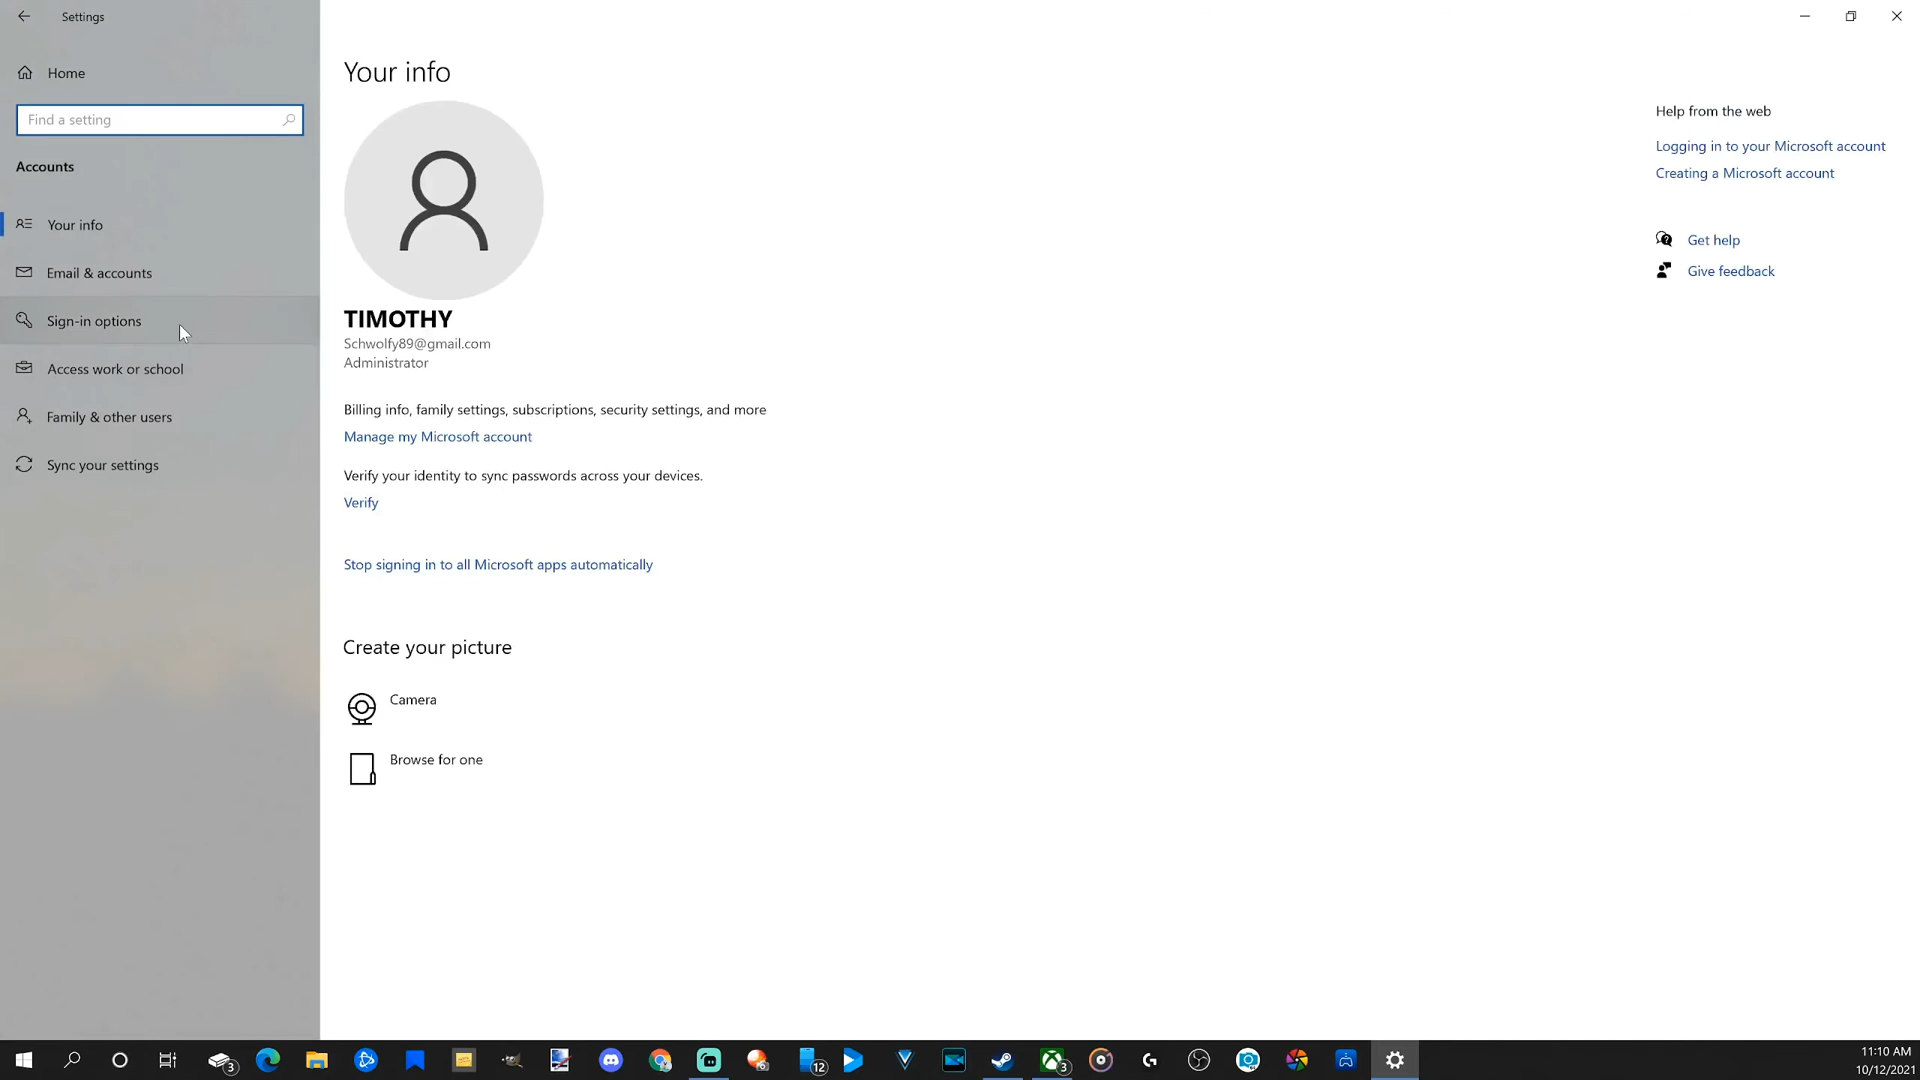 Settings
Home
Find a setting
Accounts
Your info
Email & accounts
Sign-in options
Access work or school
Family & other users
Sync your settings
Your info
TIMOTHY
Schwolfy89@gmail.com
Administrator
Billing info, family settings, subscriptions, security settings, and more
Manage my Microsoft account
Verify your identity to sync passwords across your devices.
Verify
Stop signing in to all Microsoft apps automatically
Create your picture
Camera
Browse for one
Help from the web
Logging in to your Microsoft account
Creating a Microsoft account
Get help
Give feedback
3
12
3
11:10 AM
10/12/2021